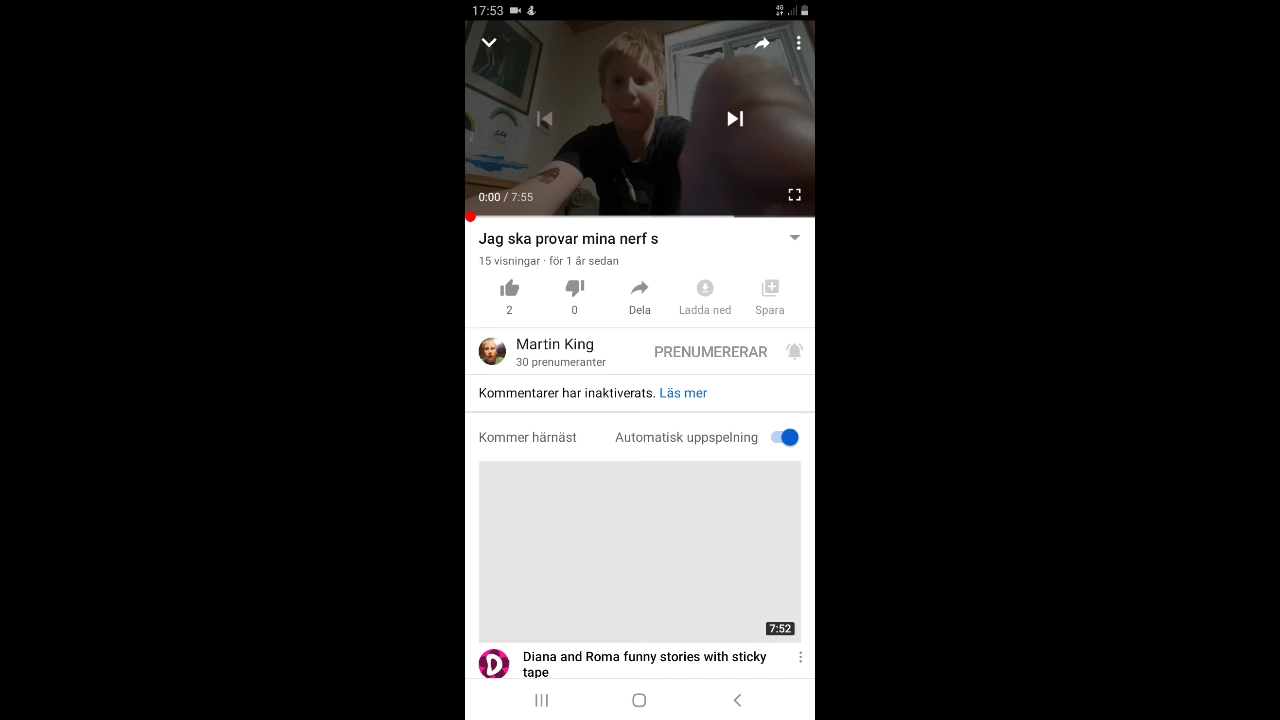 17:53
4G
0:00 / 7:55
Jag ska provar mina nerf s
15 visningar · för 1 år sedan
2 0 Dela Ladda ned Spara
Martin King
30 prenumeranter
PRENUMERERAR
Kommentarer har inaktiverats. Läs mer
Kommer härnäst Automatisk uppspelning
7:52
D
Diana and Roma funny stories with sticky
tape